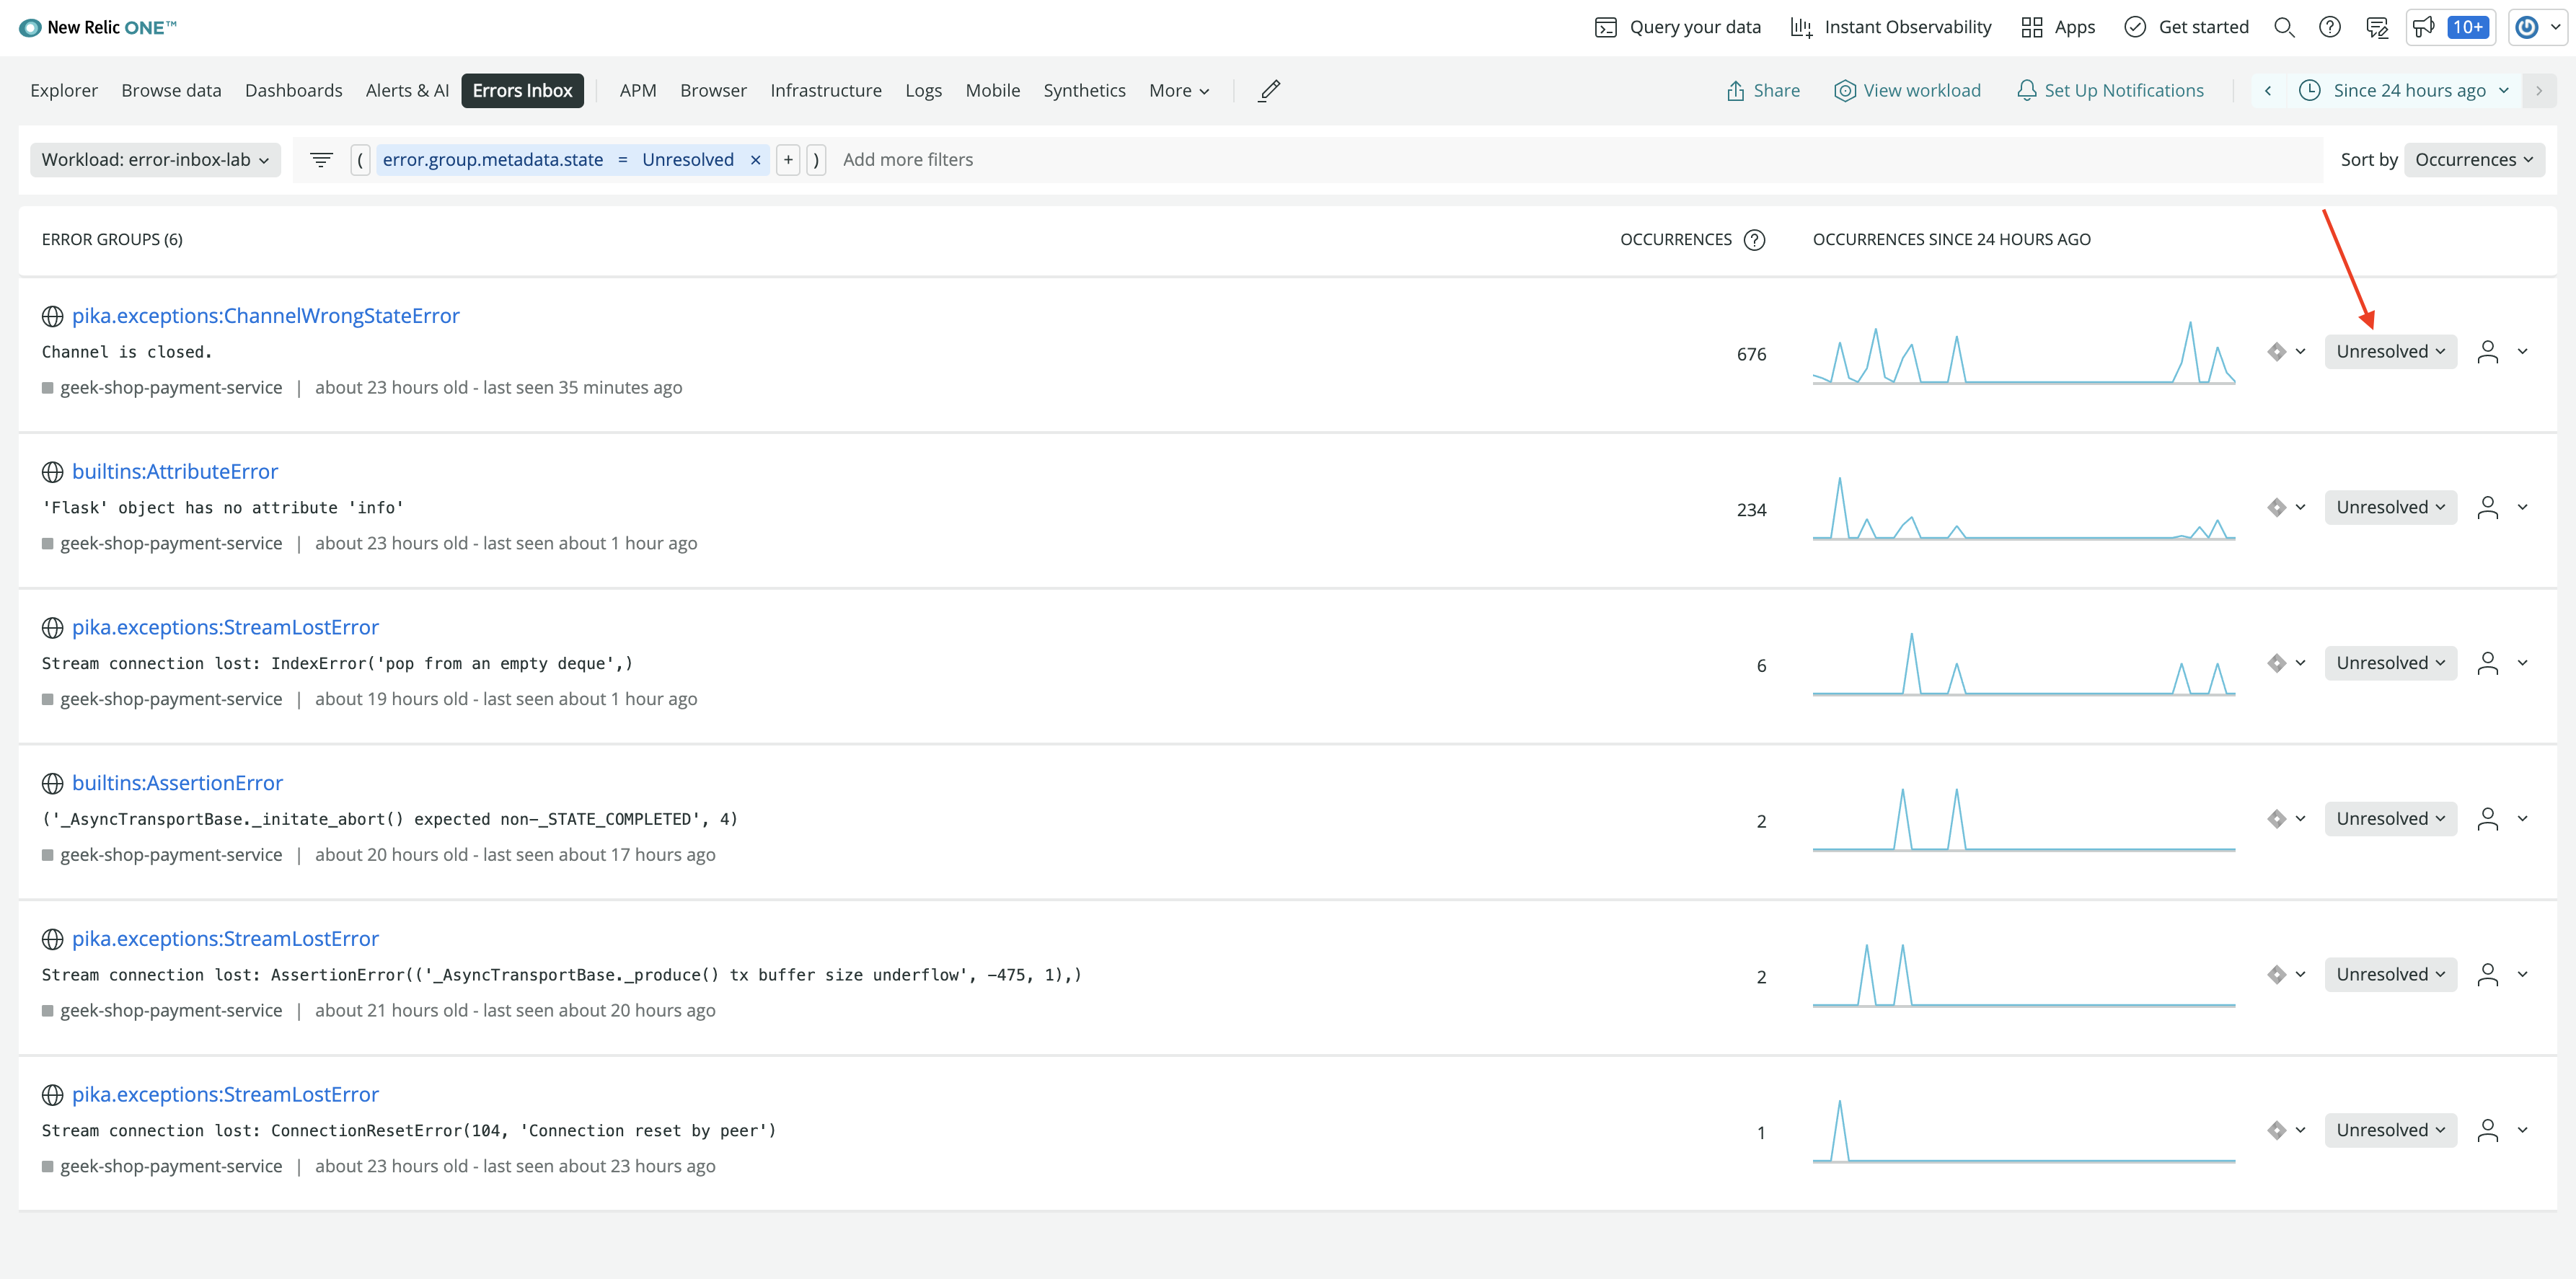 New Relic ONE™ Query your data Instant Observability Apps Get started 10+
Explorer Browse data Dashboards Alerts & AI Errors Inbox APM Browser Infrastructure Logs Mobile Synthetics More Share View workload Set Up Notifications Since 24 hours ago
Workload: error-inbox-lab ( error.group.metadata.state = Unresolved × + ) Add more filters Sort by Occurrences
ERROR GROUPS (6) OCCURRENCES ? OCCURRENCES SINCE 24 HOURS AGO
pika.exceptions:ChannelWrongStateError
Channel is closed. 676 Unresolved
geek-shop-payment-service | about 23 hours old - last seen 35 minutes ago
builtins:AttributeError
'Flask' object has no attribute 'info' 234 Unresolved
geek-shop-payment-service | about 23 hours old - last seen about 1 hour ago
pika.exceptions:StreamLostError
Stream connection lost: IndexError('pop from an empty deque',) 6 Unresolved
geek-shop-payment-service | about 19 hours old - last seen about 1 hour ago
builtins:AssertionError
('_AsyncTransportBase._initate_abort() expected non-_STATE_COMPLETED', 4) 2 Unresolved
geek-shop-payment-service | about 20 hours old - last seen about 17 hours ago
pika.exceptions:StreamLostError
Stream connection lost: AssertionError(('_AsyncTransportBase._produce() tx buffer size underflow', -475, 1),) 2 Unresolved
geek-shop-payment-service | about 21 hours old - last seen about 20 hours ago
pika.exceptions:StreamLostError
Stream connection lost: ConnectionResetError(104, 'Connection reset by peer') 1 Unresolved
geek-shop-payment-service | about 23 hours old - last seen about 23 hours ago